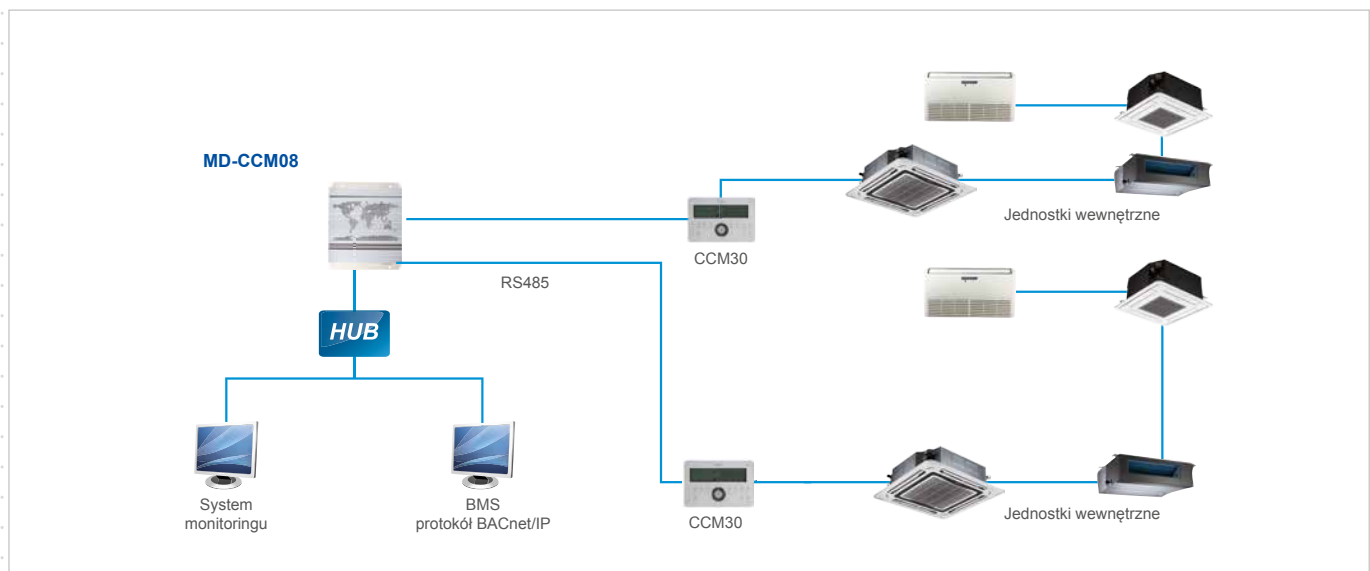 MD-CCM08
Jednostki wewnętrzne
CCM30
RS485
HUB
System
monitoringu
BMS
protokół BACnet/IP
CCM30
Jednostki wewnętrzne